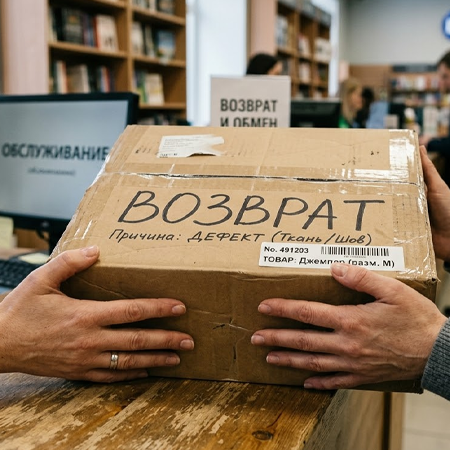 ВОЗВРАТ
И ОБМЕН
ОБСЛУЖИВАНИЕ
ВОЗВРАТ
Причина: ДЕФЕКТ (Ткань/Шов)
No. 491203
ТОВАР: Джемпер (разм. М)